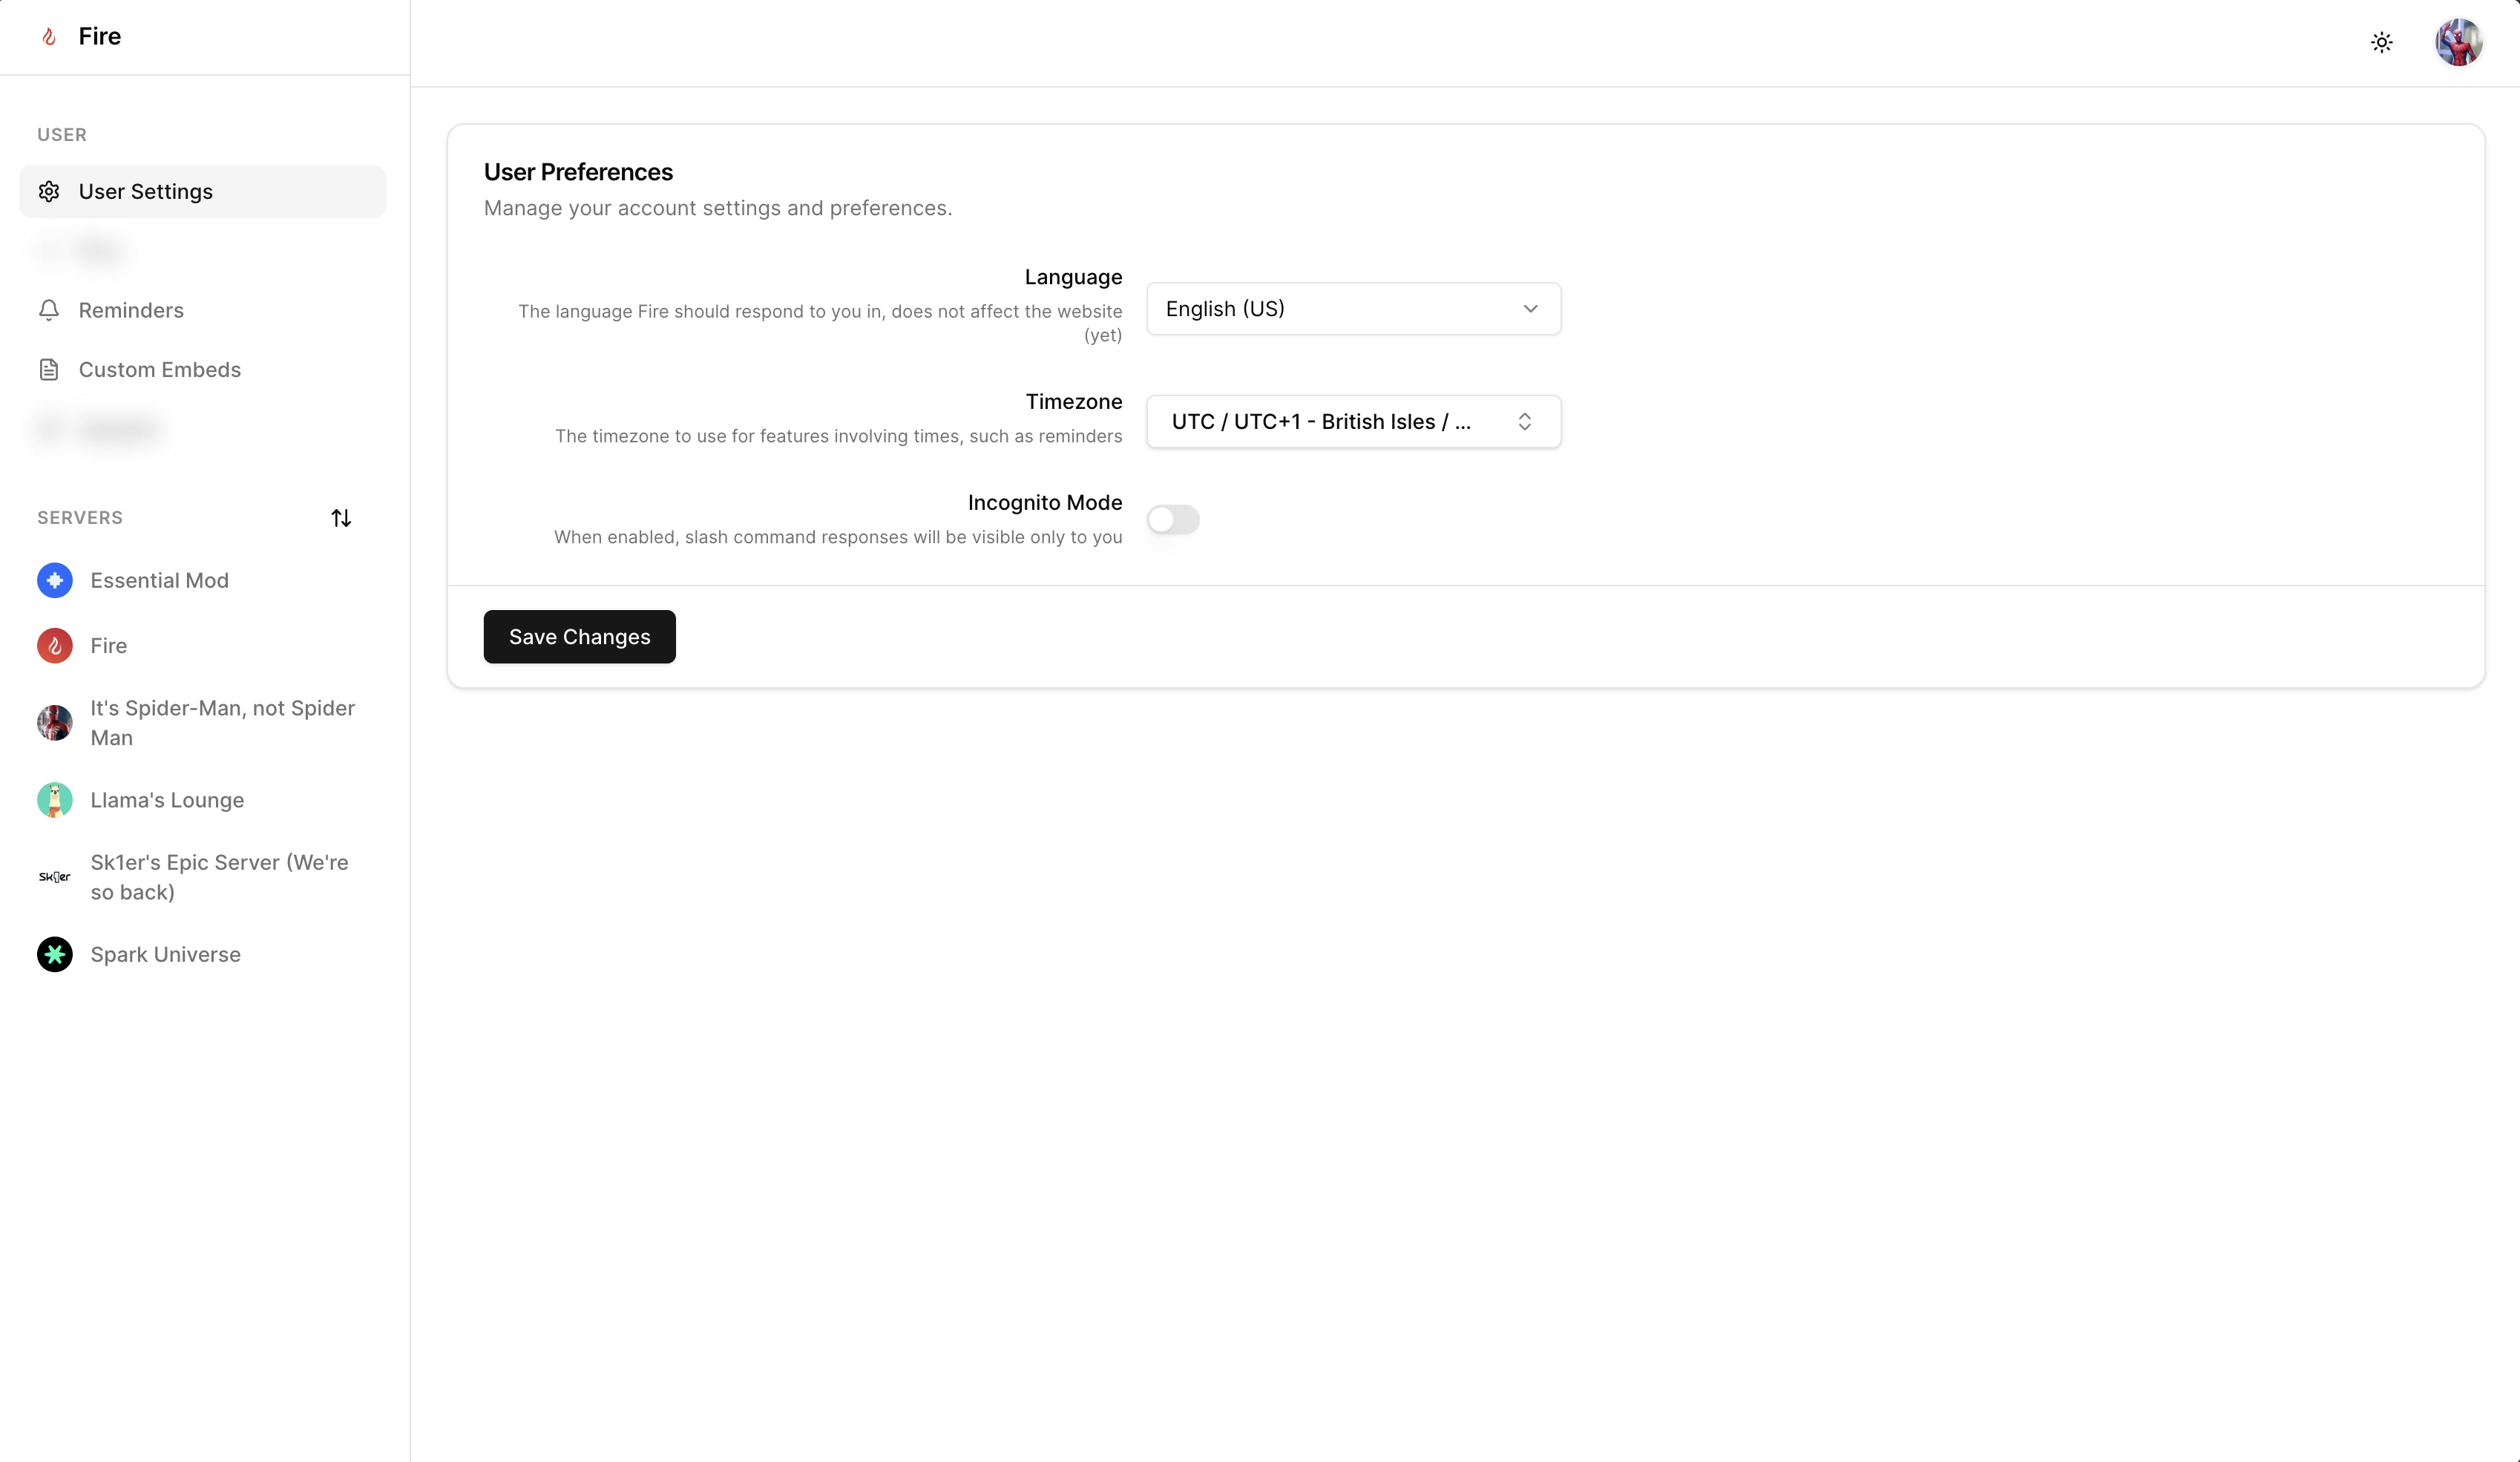 Fire
USER
User Settings
Reminders
Custom Embeds
SERVERS
Essential Mod
Fire
It's Spider-Man, not Spider
Man
Llama's Lounge
Sk1er
Sk1er's Epic Server (We're
so back)
Spark Universe
User Preferences
Manage your account settings and preferences.
Language
The language Fire should respond to you in, does not affect the website
(yet)
English (US)
Timezone
The timezone to use for features involving times, such as reminders
UTC / UTC+1 - British Isles / ...
Incognito Mode
When enabled, slash command responses will be visible only to you
Save Changes